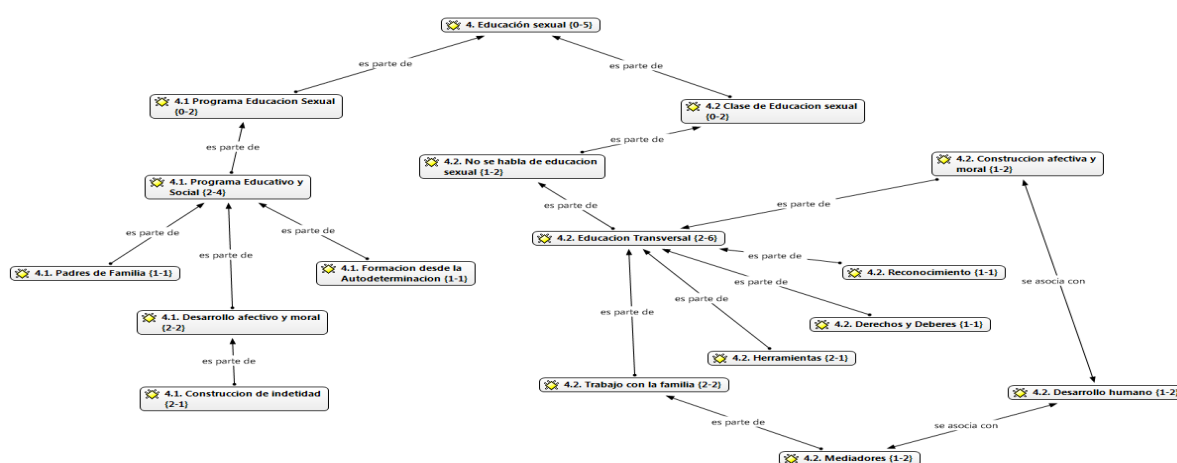 4. Educación sexual {0-5}
es parte de
es parte de
4.1 Programa Educacion Sexual
{0-2}
4.2 Clase de Educacion sexual
{0-2}
es parte de
es parte de
4.2. No se habla de educacion
sexual {1-2}
4.2. Construccion afectiva y
moral {1-2}
4.1. Programa Educativo y
Social {2-4}
es parte de
es parte de
es parte de
es parte de
es parte de
4.2. Educacion Transversal {2-6}
es parte de
es parte de
4.1. Padres de Familia {1-1}
4.1. Formacion desde la
Autodeterminacion {1-1}
4.2. Reconocimiento {1-1}
es parte de
se asocia con
es parte de
es parte de
4.1. Desarrollo afectivo y moral
{2-2}
4.2. Derechos y Deberes {1-1}
es parte de
4.2. Herramientas {2-1}
4.1. Construccion de indetidad
{2-1}
4.2. Trabajo con la familia {2-2}
4.2. Desarrollo humano {1-2}
es parte de
se asocia con
4.2. Mediadores {1-2}